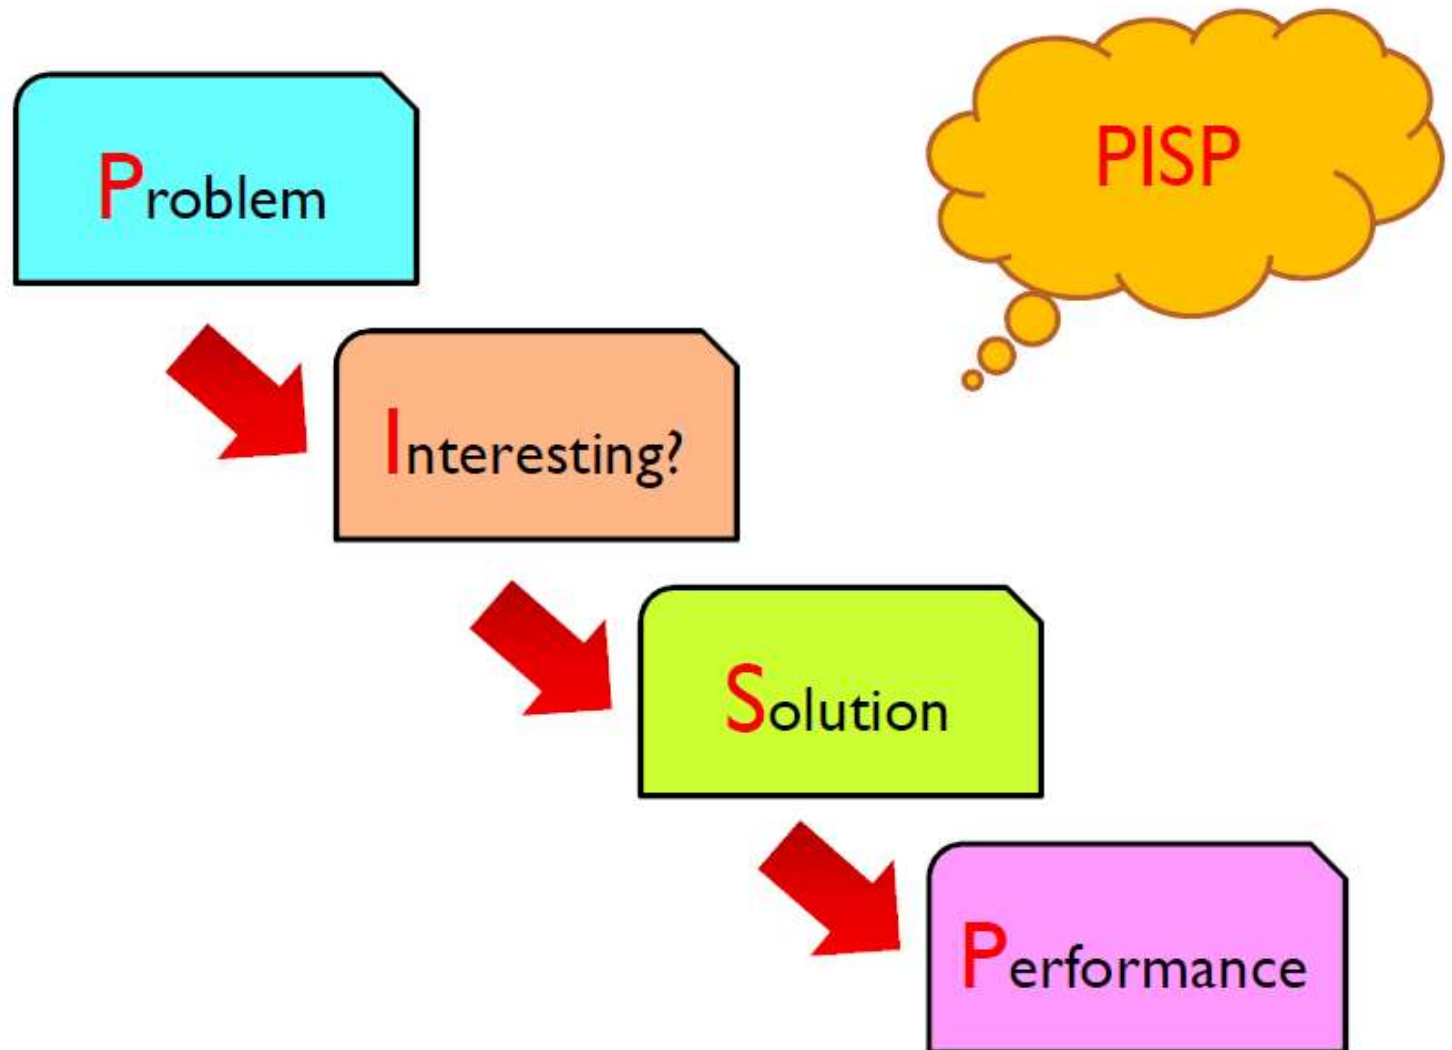 Problem
PISP
Interesting?
Solution
Performance